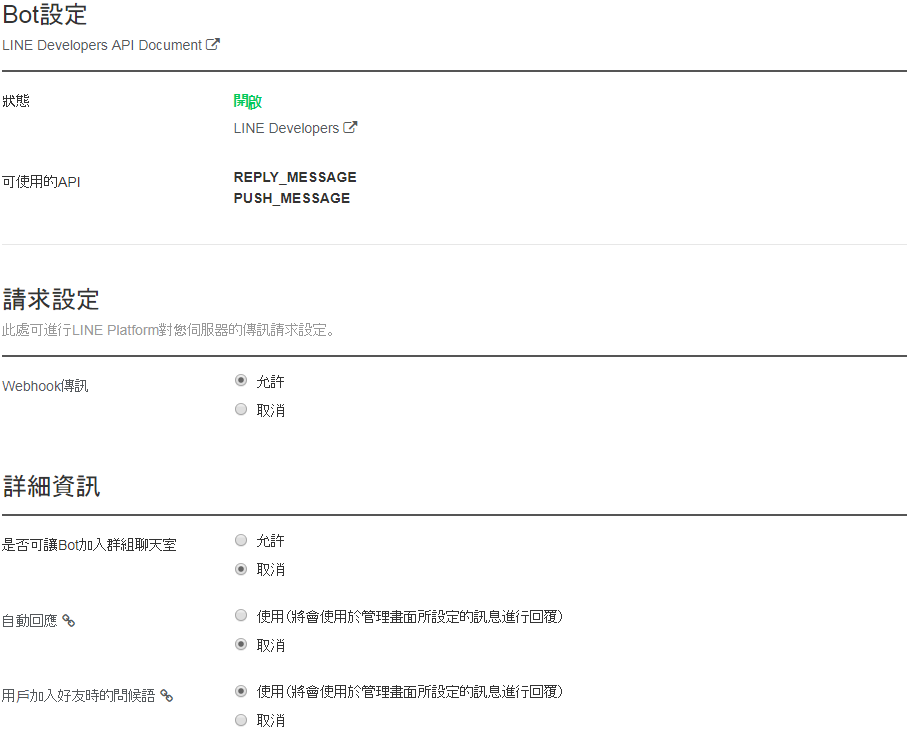 Bot設定
LINE Developers API Document
狀態
開啟
LINE Developers
可使用的API
REPLY_MESSAGE
PUSH_MESSAGE
請求設定
此處可進行LINE Platform對您伺服器的傳訊請求設定。
Webhook傳訊
允許
取消
詳細資訊
是否可讓Bot加入群組聊天室
允許
取消
自動回應
使用(將會使用於管理畫面所設定的訊息進行回覆)
取消
用戶加入好友時的問候語
使用(將會使用於管理畫面所設定的訊息進行回覆)
取消